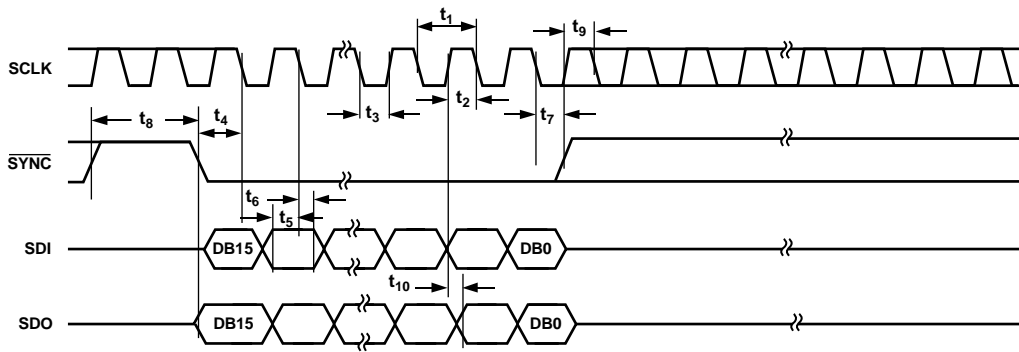 t1
t9
SCLK
t2
t3
t7
t8
t4
SYNC
t6
t5
SDI
DB15
DB0
t10
SDO
DB15
DB0